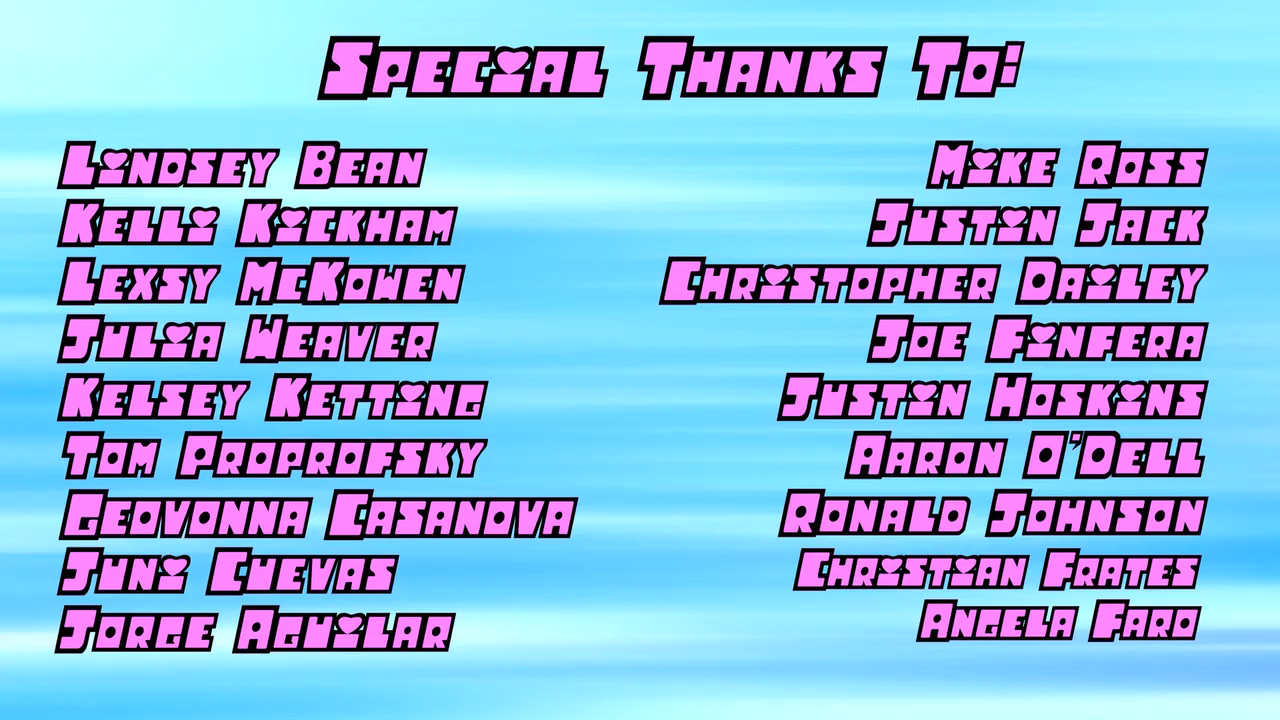 Special Thanks To:
Lindsey Bean
Kelli Kickham
Lexsy McKowen
Julia Weaver
Kelsey Ketting
Tom Proprofsky
Geovonna Casanova
Juni Cuevas
Jorge Aguilar
Mike Ross
Justin Jack
Christopher Dailey
Joe Finfera
Justin Hoskins
Aaron O'Dell
Ronald Johnson
Christian Frates
Angela Faro